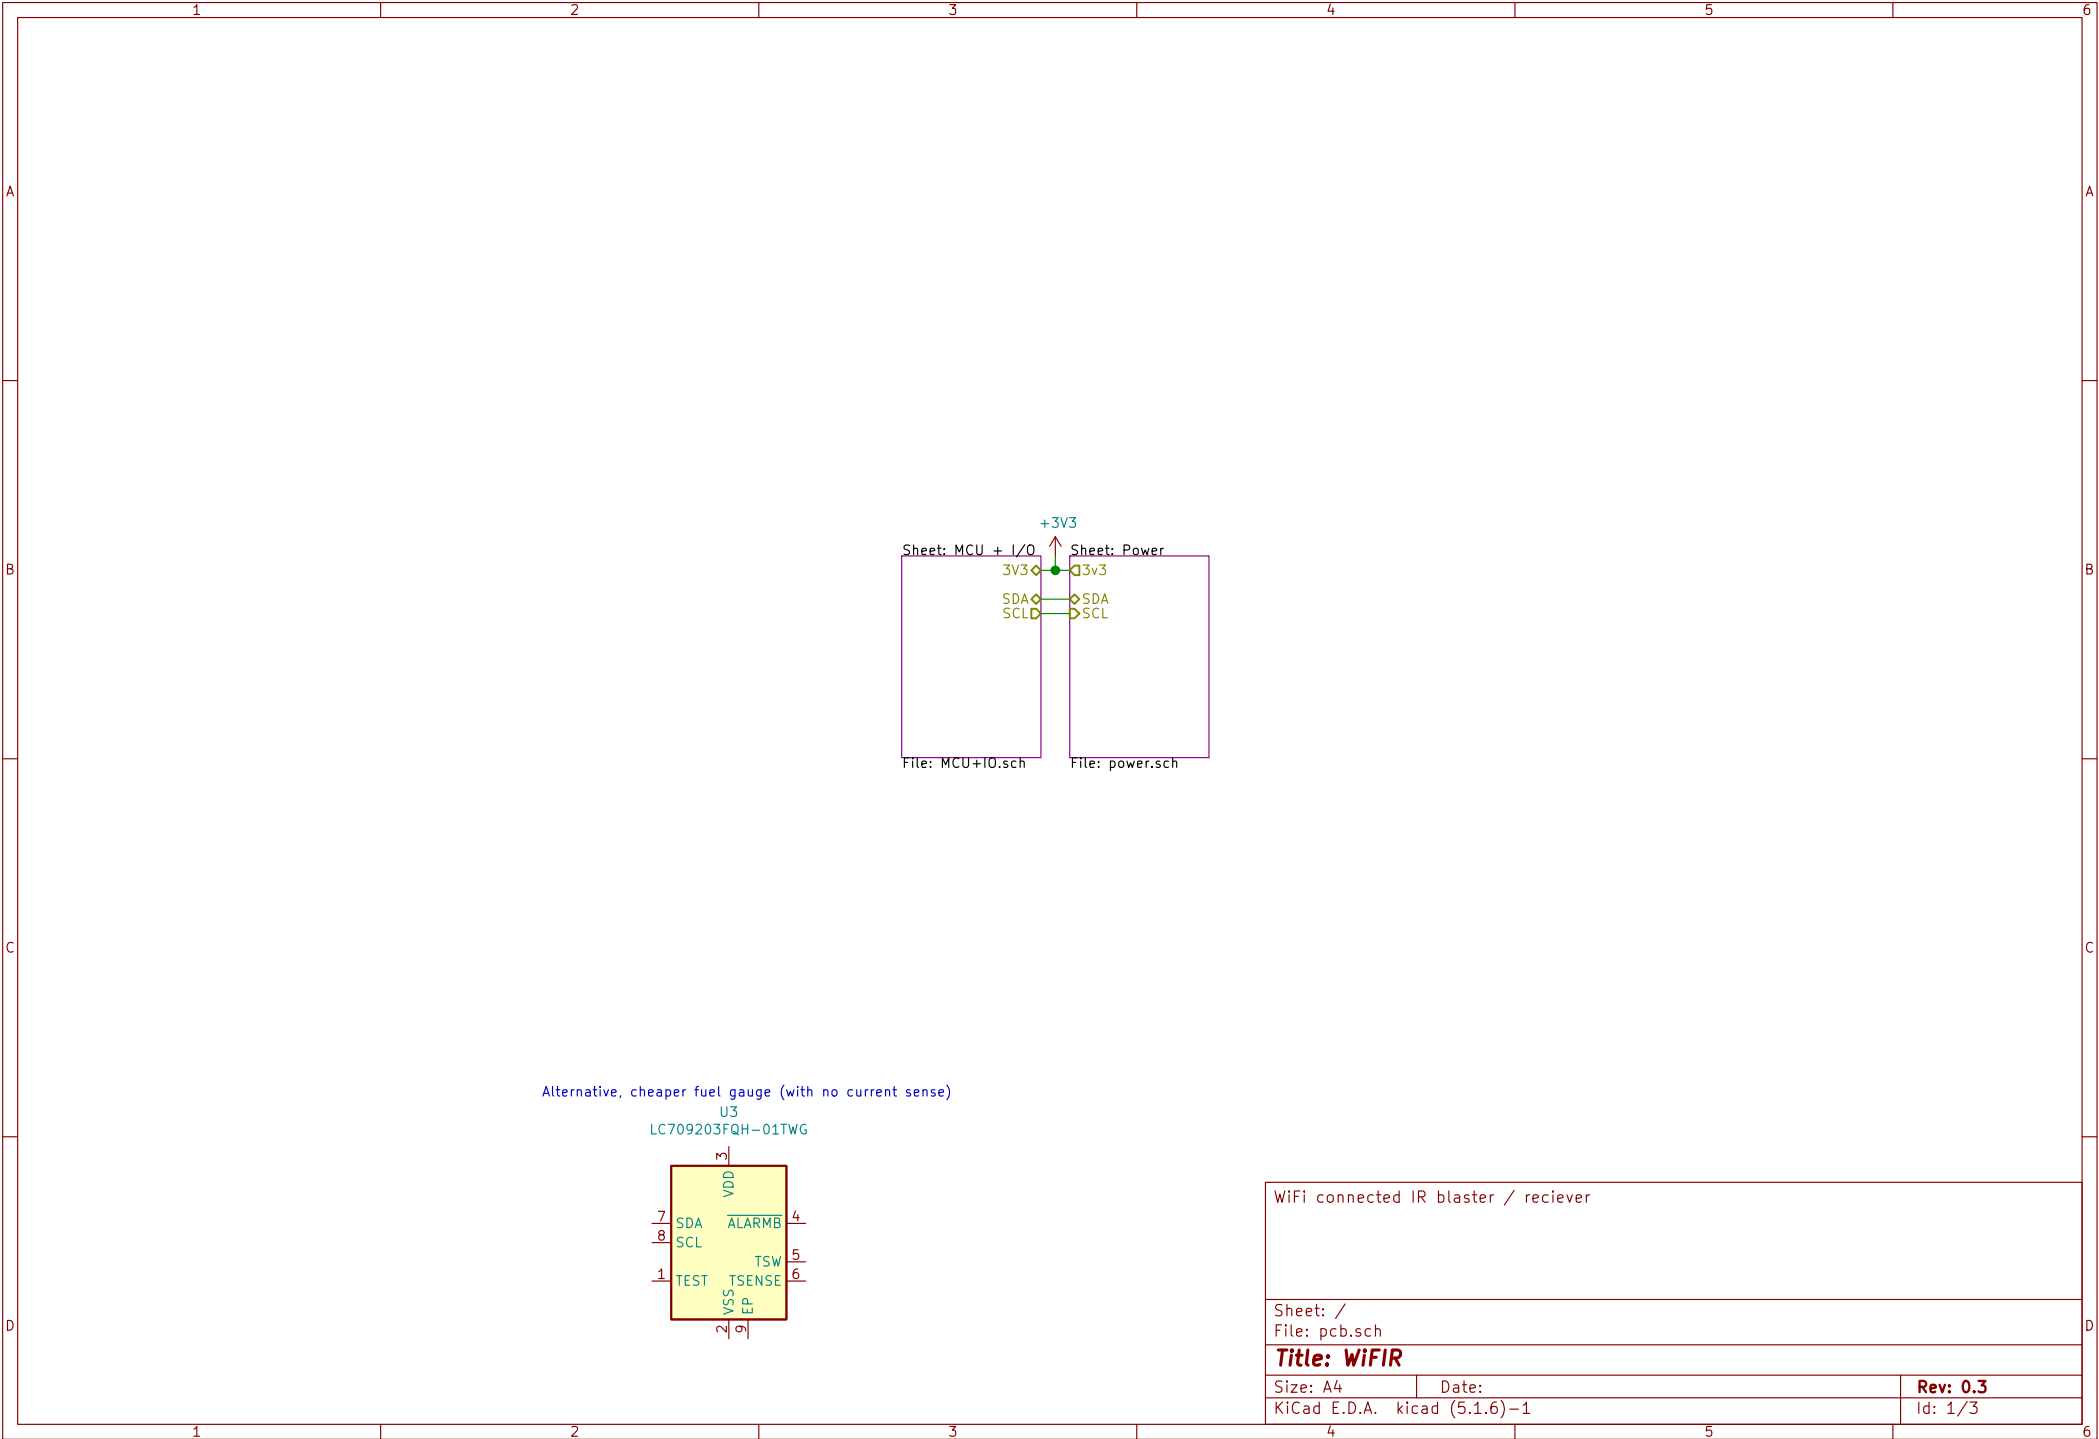 1 2 3 4 5 6
A A
+3V3
Sheet: MCU + I/O Sheet: Power
B 3V3 3v3 B
SDA SDA
SCL SCL
File: MCU+IO.sch File: power.sch
C C
Alternative, cheaper fuel gauge (with no current sense)
U3
LC709203FQH-01TWG
3
VDD
7 SDA ALARMB 4
8 SCL
TSW 5
1 TEST TSENSE 6
VSS EP
2 9
WiFi connected IR blaster / reciever
Sheet: /
D File: pcb.sch D
Title: WiFIR
Size: A4 Date: Rev: 0.3
KiCad E.D.A. kicad (5.1.6)-1 Id: 1/3
1 2 3 4 5 6